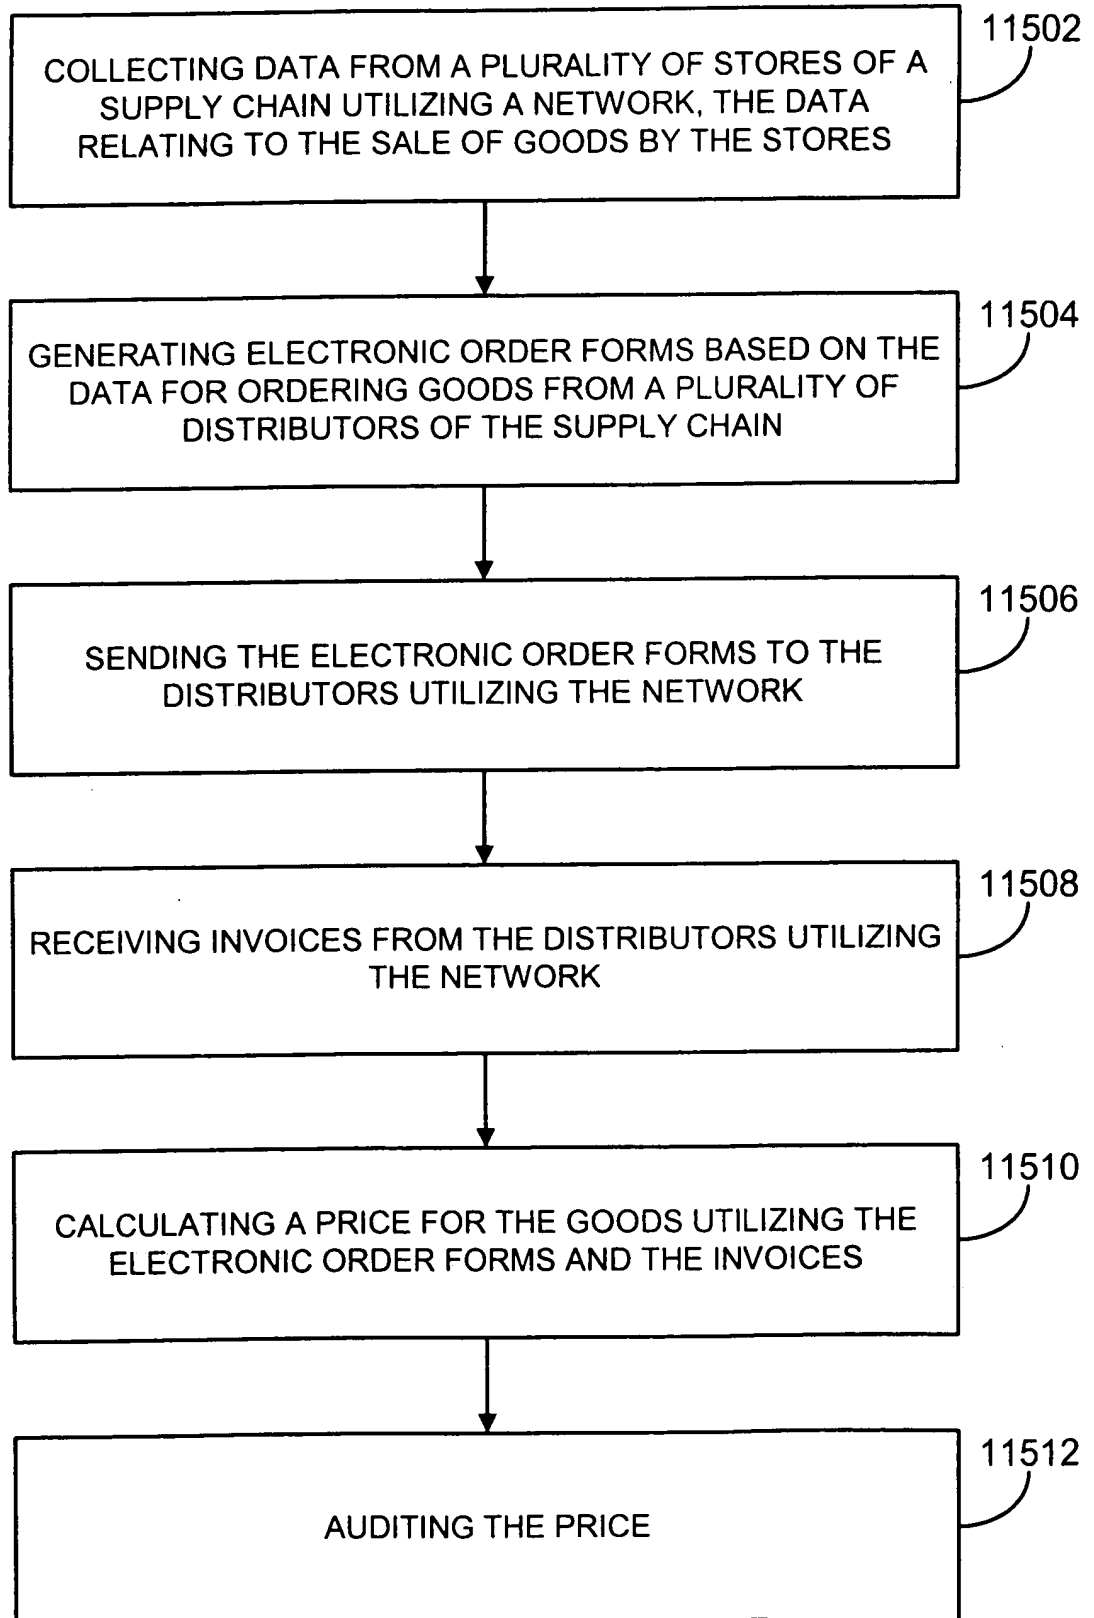 11502
COLLECTING DATA FROM A PLURALITY OF STORES OF A
SUPPLY CHAIN UTILIZING A NETWORK, THE DATA
RELATING TO THE SALE OF GOODS BY THE STORES
11504
GENERATING ELECTRONIC ORDER FORMS BASED ON THE
DATA FOR ORDERING GOODS FROM A PLURALITY OF
DISTRIBUTORS OF THE SUPPLY CHAIN
11506
SENDING THE ELECTRONIC ORDER FORMS TO THE
DISTRIBUTORS UTILIZING THE NETWORK
11508
RECEIVING INVOICES FROM THE DISTRIBUTORS UTILIZING
THE NETWORK
11510
CALCULATING A PRICE FOR THE GOODS UTILIZING THE
ELECTRONIC ORDER FORMS AND THE INVOICES
11512
AUDITING THE PRICE